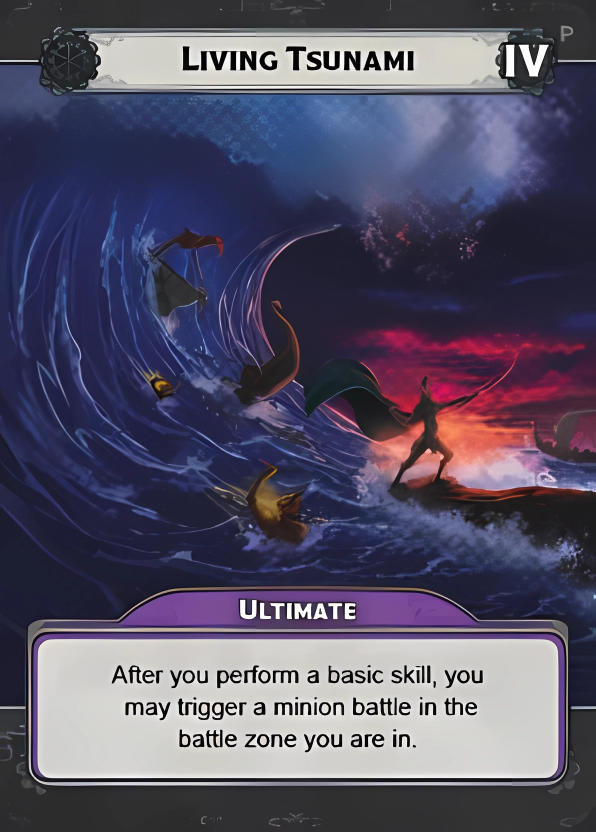 P
LIVING TSUNAMI
IV
ULTIMATE
After you perform a basic skill, you
may trigger a minion battle in the
battle zone you are in.